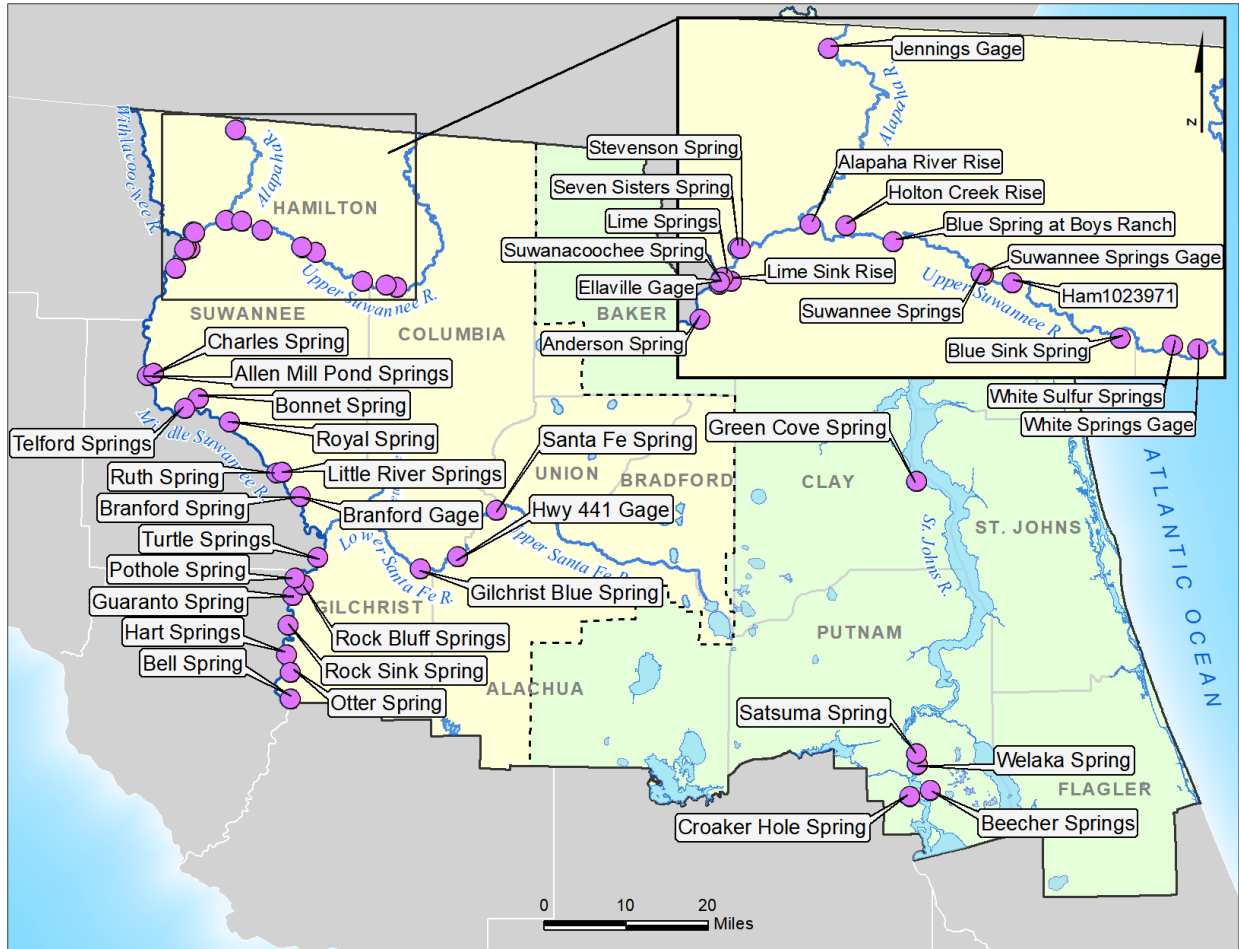 Jennings Gage
Alapaha R.
N
Stevenson Spring
Alapaha River Rise
Seven Sisters Spring
Holton Creek Rise
Lime Springs
Blue Spring at Boys Ranch
Suwanacoochee Spring
Suwannee Springs Gage
Lime Sink Rise
Ellaville Gage
Upper Suwannee R.
Ham1023971
Suwannee Springs
Anderson Spring
Blue Sink Spring
White Sulfur Springs
White Springs Gage
Withlacoochee R.
Alapaha R.
HAMILTON
Upper Suwannee R.
SUWANNEE
COLUMBIA
BAKER
Charles Spring
Allen Mill Pond Springs
Bonnet Spring
Telford Springs
Middle Suwannee R.
Royal Spring
Santa Fe Spring
Green Cove Spring
Ruth Spring
Little River Springs
UNION
BRADFORD
CLAY
ATLANTIC OCEAN
Branford Spring
Branford Gage
Hwy 441 Gage
ST. JOHNS
St. Johns R.
Turtle Springs
Lower Santa Fe R.
Upper Santa Fe R.
Pothole Spring
Gilchrist Blue Spring
Guaranto Spring
GILCHRIST
Hart Springs
Rock Bluff Springs
PUTNAM
Bell Spring
Rock Sink Spring
ALACHUA
Otter Spring
Satsuma Spring
Welaka Spring
FLAGLER
Croaker Hole Spring
Beecher Springs
0 10 20
Miles